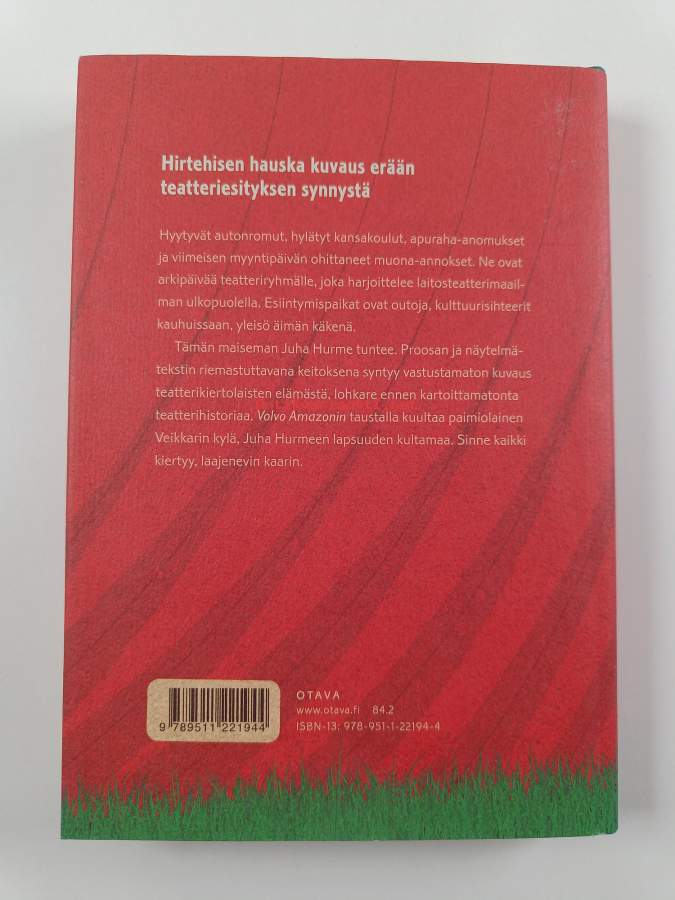 Hirtehisen hauska kuvaus erään
teatteriesityksen synnystä
Hyytyvät autonromut, hylätyt kansakoulut, apuraha-anomukset
ja viimeisen myyntipäivän ohittaneet muona-annokset. Ne ovat
arkipäivää teatteriryhmälle, joka harjoittelee laitosteatterimaail-
man ulkopuolella. Esiintymispaikat ovat outoja, kulttuurisihteerit
kauhuissaan, yleisö äimän käkenä.
Tämän maiseman Juha Hurme tuntee. Proosan ja näytelmä-
tekstin riemastuttavana keitoksena syntyy vastustamaton kuvaus
teatterikiertolaisten elämästä, lohkare ennen kartoittamatonta
teatterihistoriaa. Volvo Amazonin taustalla kuultaa paimiolainen
Veikkarin kylä, Juha Hurmeen lapsuuden kultamaa. Sinne kaikki
kiertyy, laajenevin kaarin.
OTAVA
www.otava.fi 84.2
ISBN-13: 978-951-1-22194-4
9 789511 221944